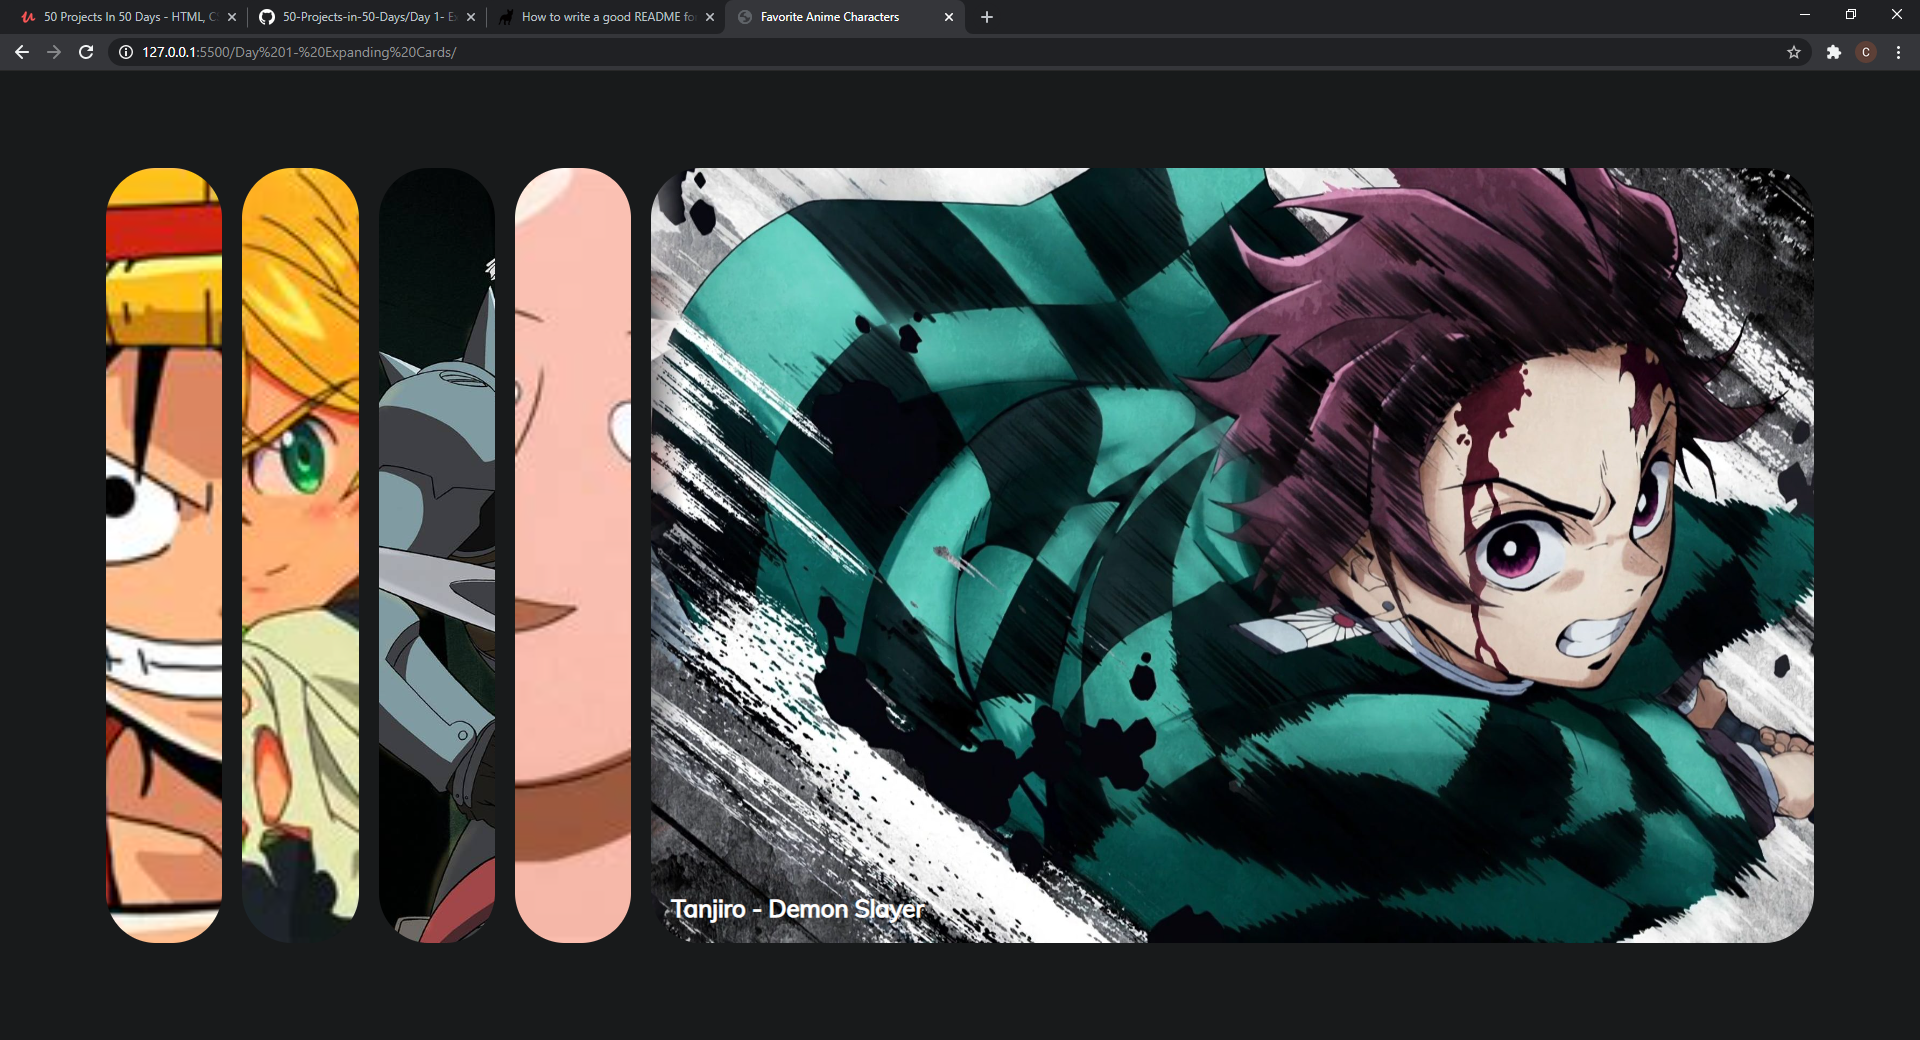 50 Projects In 50 Days - HTML, C
50-Projects-in-50-Days/Day 1- E
How to write a good README fo
Favorite Anime Characters
127.0.0.1:5500/Day%201-%20Expanding%20Cards/
C
Tanjiro - Demon Slayer